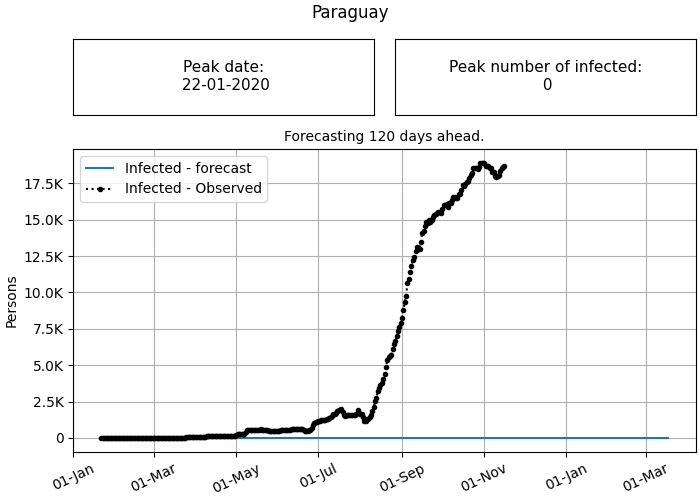 Paraguay
Peak date:
22-01-2020
Peak number of infected:
0
Forecasting 120 days ahead.
Infected - forecast
Infected - Observed
Persons
17.5K
15.0K
12.5K
10.0K
7.5K
5.0K
2.5K
0
01-Jan
01-Mar
01-May
01-Jul
01-Sep
01-Nov
01-Jan
01-Mar